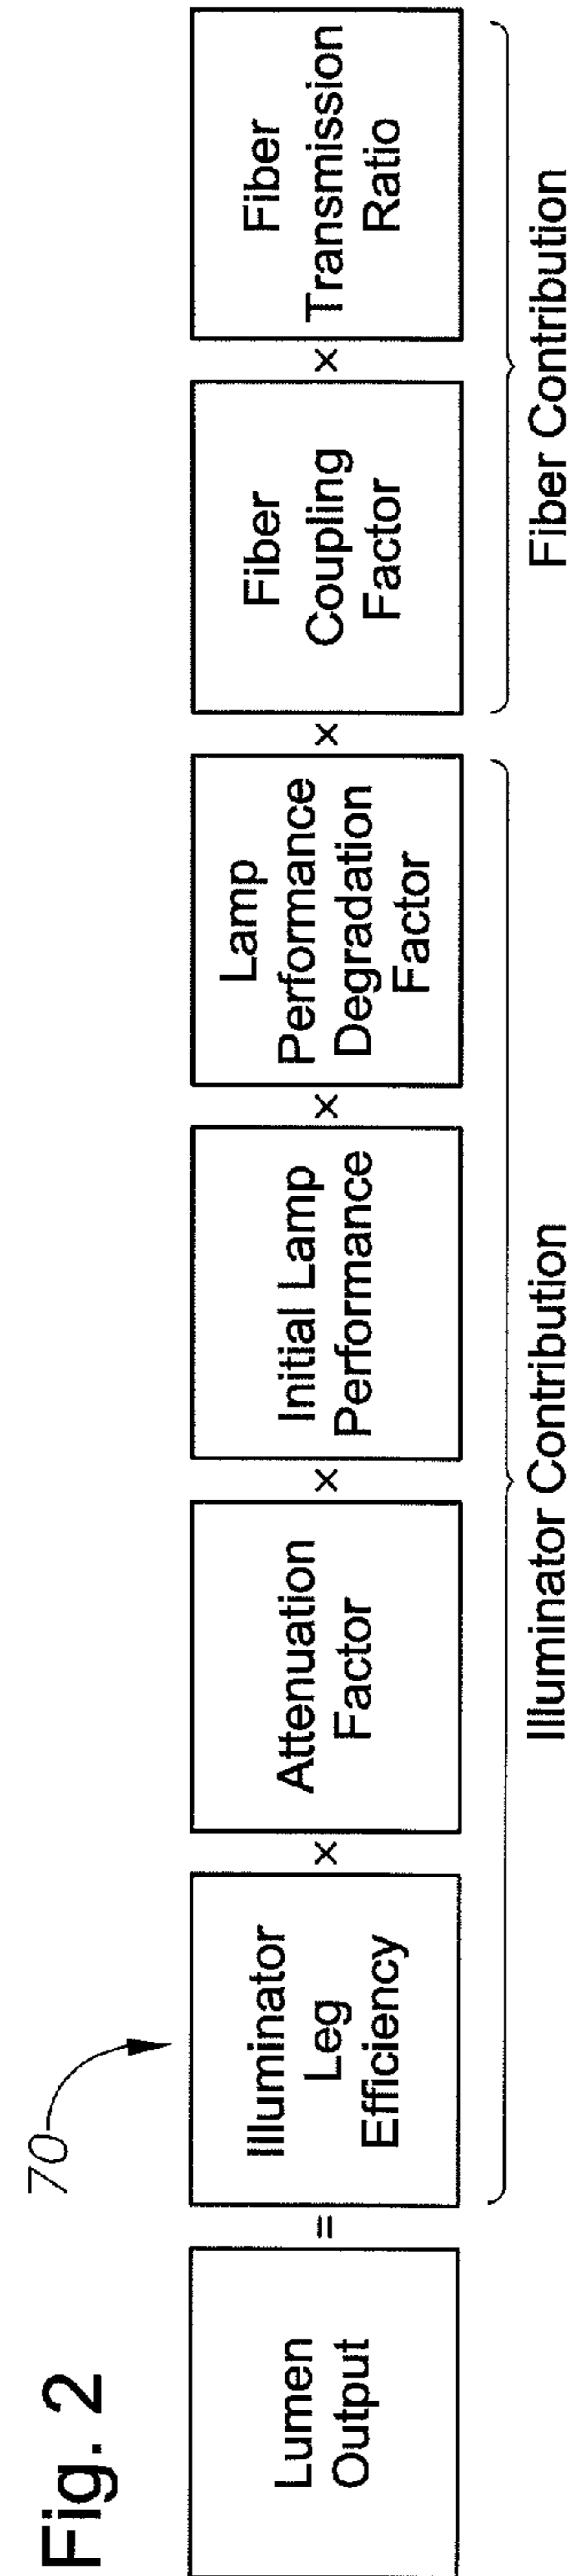 Fig. 2
70
Lumen
Output
=
Illuminator
Leg
Efficiency
×
Attenuation
Factor
×
Initial Lamp
Performance
×
Lamp
Performance
Degradation
Factor
×
Fiber
Coupling
Factor
×
Fiber
Transmission
Ratio
Illuminator Contribution
Fiber Contribution